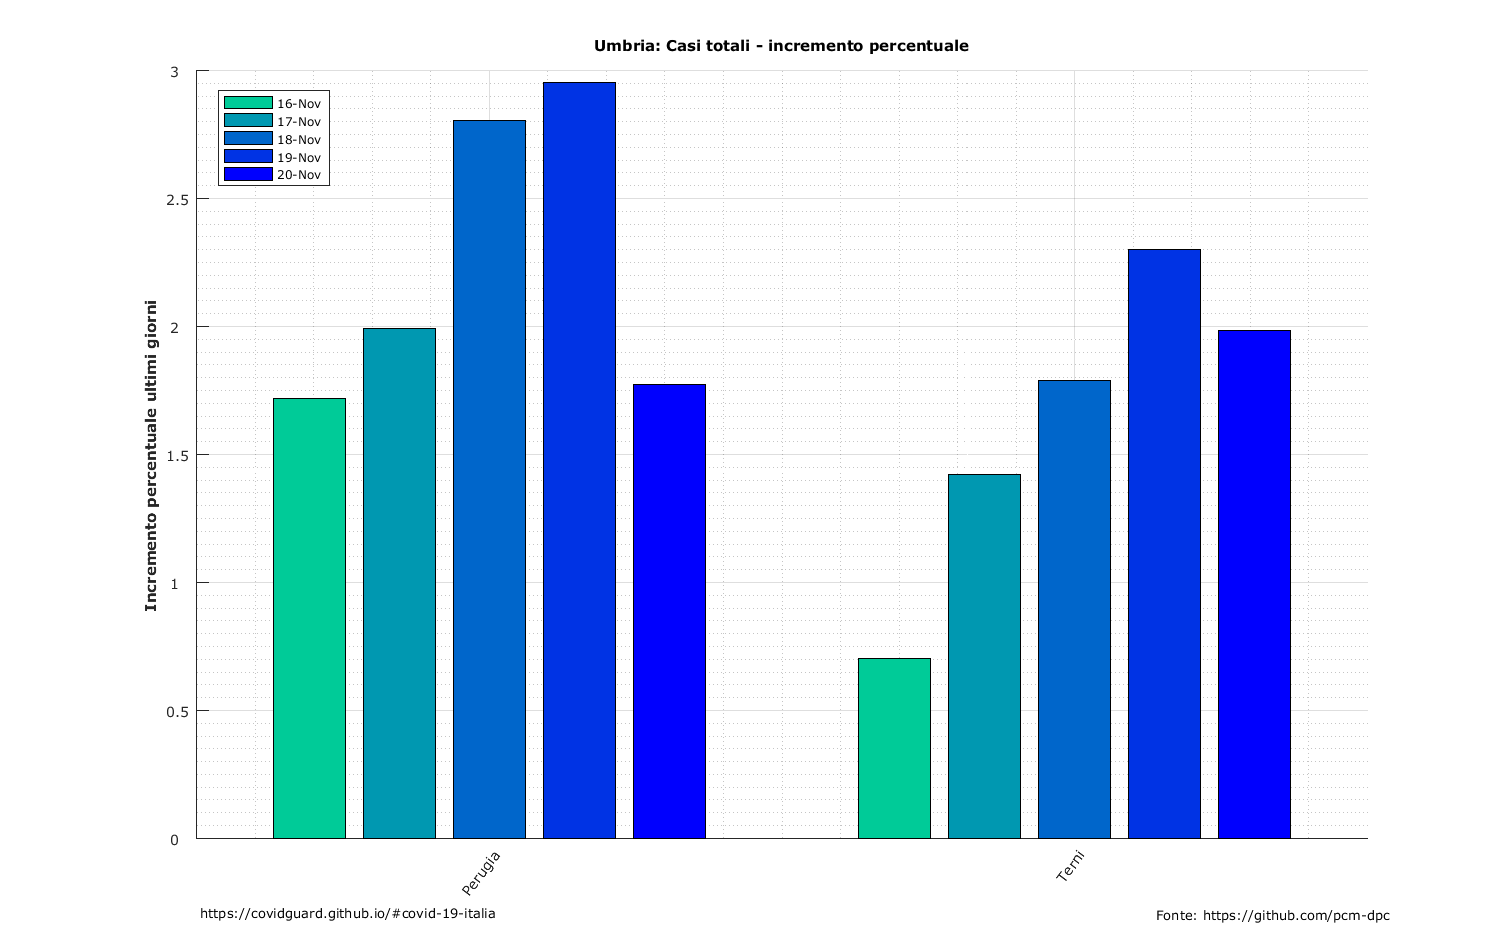 Umbria: Casi totali - incremento percentuale
3
2.5
2
1.5
1
0.5
0
Incremento percentuale ultimi giorni
16-Nov
17-Nov
18-Nov
19-Nov
20-Nov
Perugia
Terni
https://covidguard.github.io/#covid-19-italia
Fonte: https://github.com/pcm-dpc